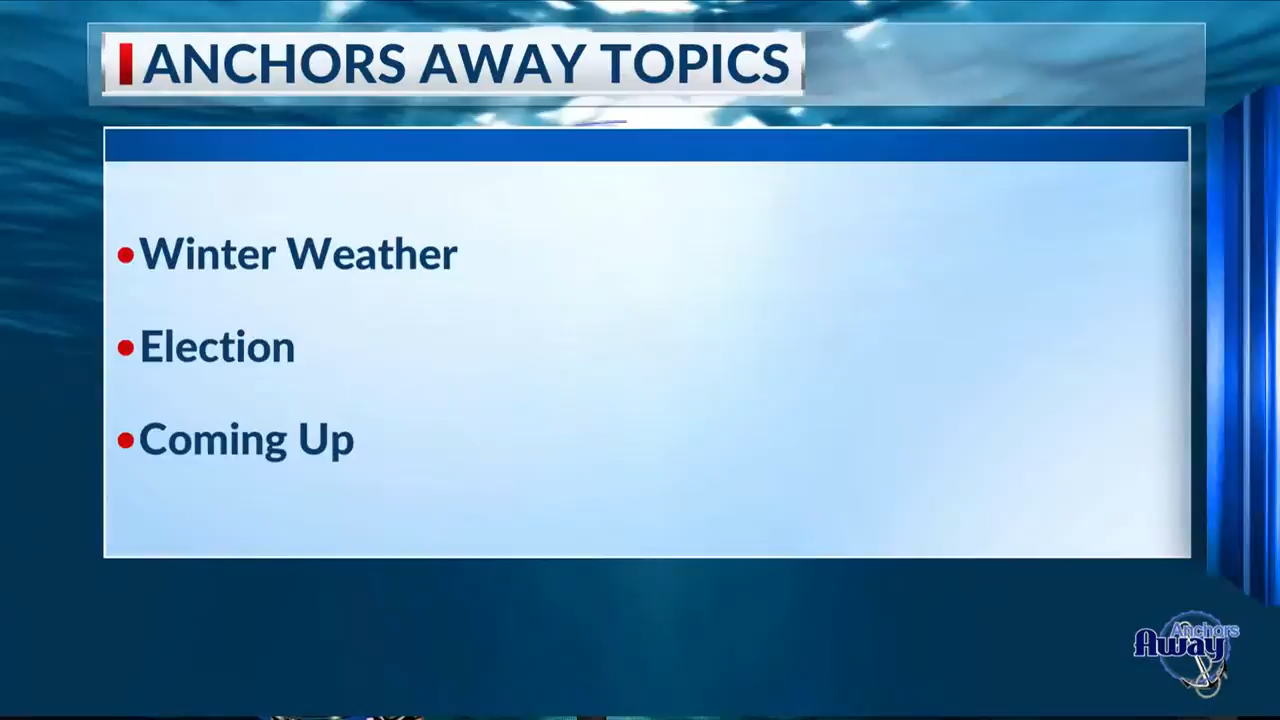 ANCHORS AWAY TOPICS
•Winter Weather
•Election
•Coming Up
Anchors
Away